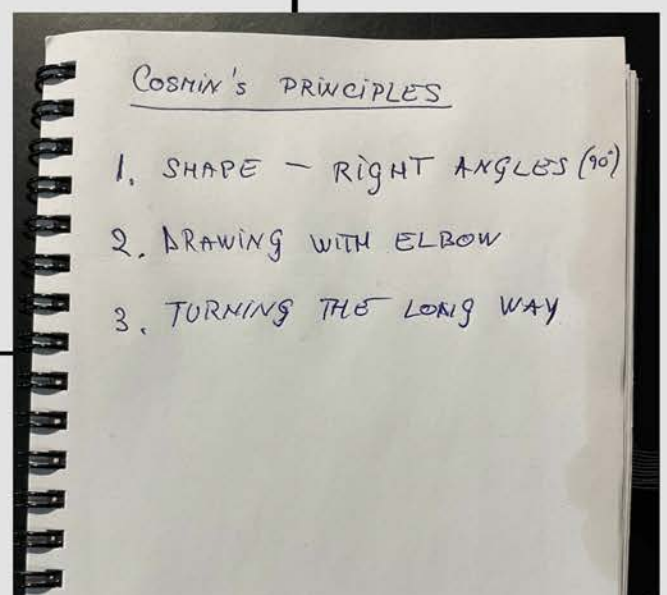 COSMIN'S PRINCIPLES
1. SHAPE – RIGHT ANGLES (90°)
2. DRAWING WITH ELBOW
3. TURNING THE LONG WAY